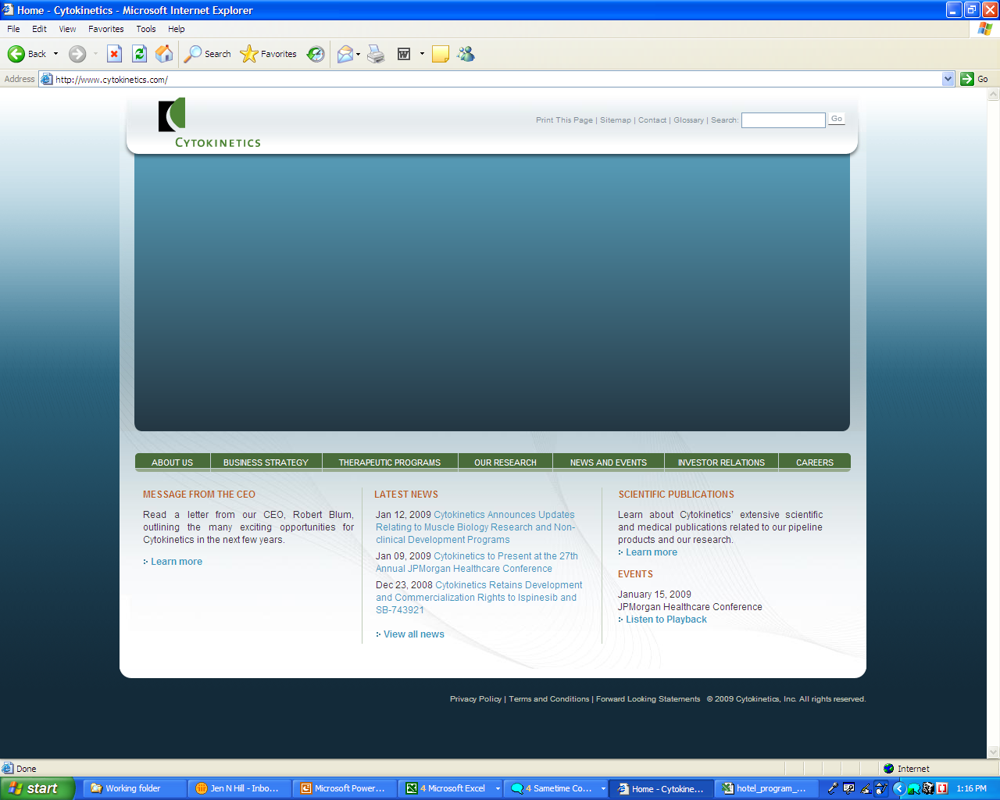 Home - Cytokinetics - Microsoft Internet Explorer
File Edit View Favorites Tools Help
Back Search Favorites
Address http://www.cytokinetics.com/ Go
Print This Page | Sitemap | Contact | Glossary | Search: Go
CYTOKINETICS
ABOUT US BUSINESS STRATEGY THERAPEUTIC PROGRAMS OUR RESEARCH NEWS AND EVENTS INVESTOR RELATIONS CAREERS
MESSAGE FROM THE CEO
Read a letter from our CEO, Robert Blum,
outlining the many exciting opportunities for
Cytokinetics in the next few years.
Learn more
LATEST NEWS
Jan 12, 2009 Cytokinetics Announces Updates
Relating to Muscle Biology Research and Non-
clinical Development Programs
Jan 09, 2009 Cytokinetics to Present at the 27th
Annual JPMorgan Healthcare Conference
Dec 23, 2008 Cytokinetics Retains Development
and Commercialization Rights to Ispinesib and
SB-743921
View all news
SCIENTIFIC PUBLICATIONS
Learn about Cytokinetics' extensive scientific
and medical publications related to our pipeline
products and our research.
Learn more
EVENTS
January 15, 2009
JPMorgan Healthcare Conference
Listen to Playback
Privacy Policy | Terms and Conditions | Forward Looking Statements © 2009 Cytokinetics, Inc. All rights reserved.
Done Internet
start Working folder Jen N Hill - Inbo... Microsoft Power... 4 Microsoft Excel 4 Sametime Co... Home - Cytokine... hotel_program_... 1:16 PM